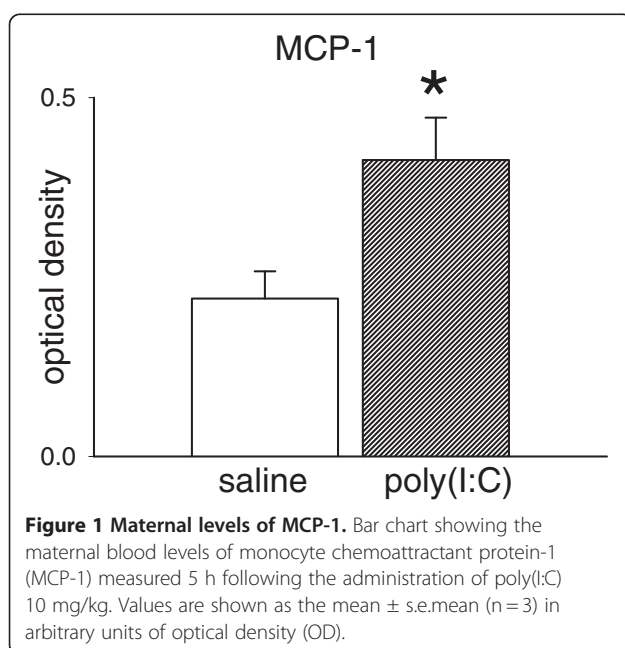 MCP-1
*
0.5
optical density
0.0
saline poly(I:C)
Figure 1 Maternal levels of MCP-1. Bar chart showing the
maternal blood levels of monocyte chemoattractant protein-1
(MCP-1) measured 5 h following the administration of poly(I:C)
10 mg/kg. Values are shown as the mean ± s.e.mean (n = 3) in
arbitrary units of optical density (OD).